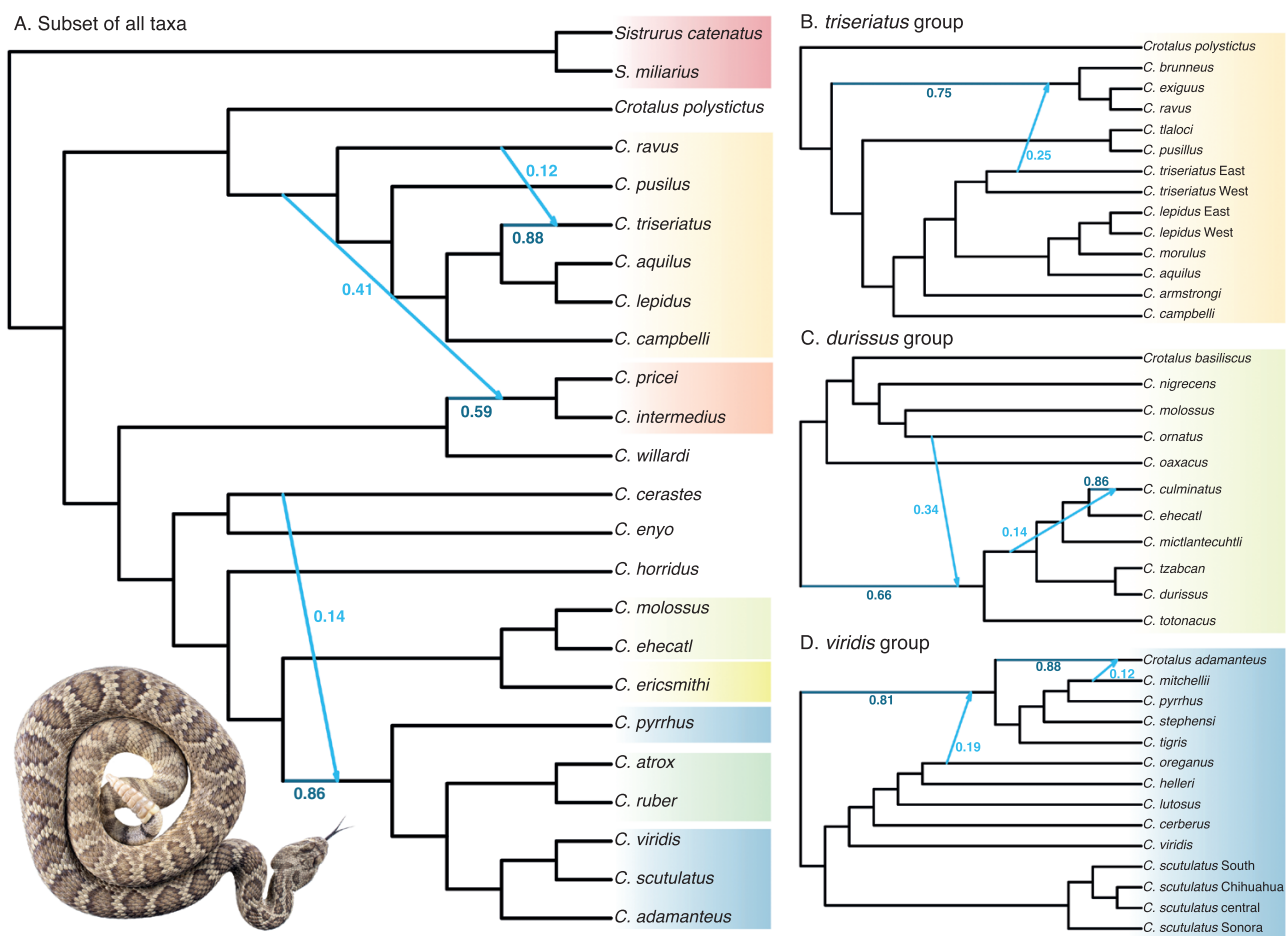 A. Subset of all taxa
Sistrurus catenatus
S. miliarius
Crotalus polystictus
C. ravus
0.12
C. pusilus
C. triseriatus
0.88
C. aquilus
0.41
C. lepidus
C. campbelli
C. pricei
0.59
C. intermedius
C. willardi
C. cerastes
C. enyo
C. horridus
C. molossus
0.14
C. ehecatl
C. ericsmithi
C. pyrrhus
C. atrox
0.86
C. ruber
C. viridis
C. scutulatus
C. adamanteus
B. triseriatus group
Crotalus polystictus
C. brunneus
0.75
C. exiguus
C. ravus
C. tlaloci
C. pusillus
0.25
C. triseriatus East
C. triseriatus West
C. lepidus East
C. lepidus West
C. morulus
C. aquilus
C. armstrongi
C. campbelli
C. durissus group
Crotalus basiliscus
C. nigrecens
C. molossus
C. ornatus
C. oaxacus
0.86
C. culminatus
0.34
C. ehecatl
0.14
C. mictlantecuhtli
C. tzabcan
0.66
C. durissus
C. totonacus
D. viridis group
Crotalus adamanteus
0.88
0.12
C. mitchellii
0.81
C. pyrrhus
C. stephensi
0.19
C. tigris
C. oreganus
C. helleri
C. lutosus
C. cerberus
C. viridis
C. scutulatus South
C. scutulatus Chihuahua
C. scutulatus central
C. scutulatus Sonora